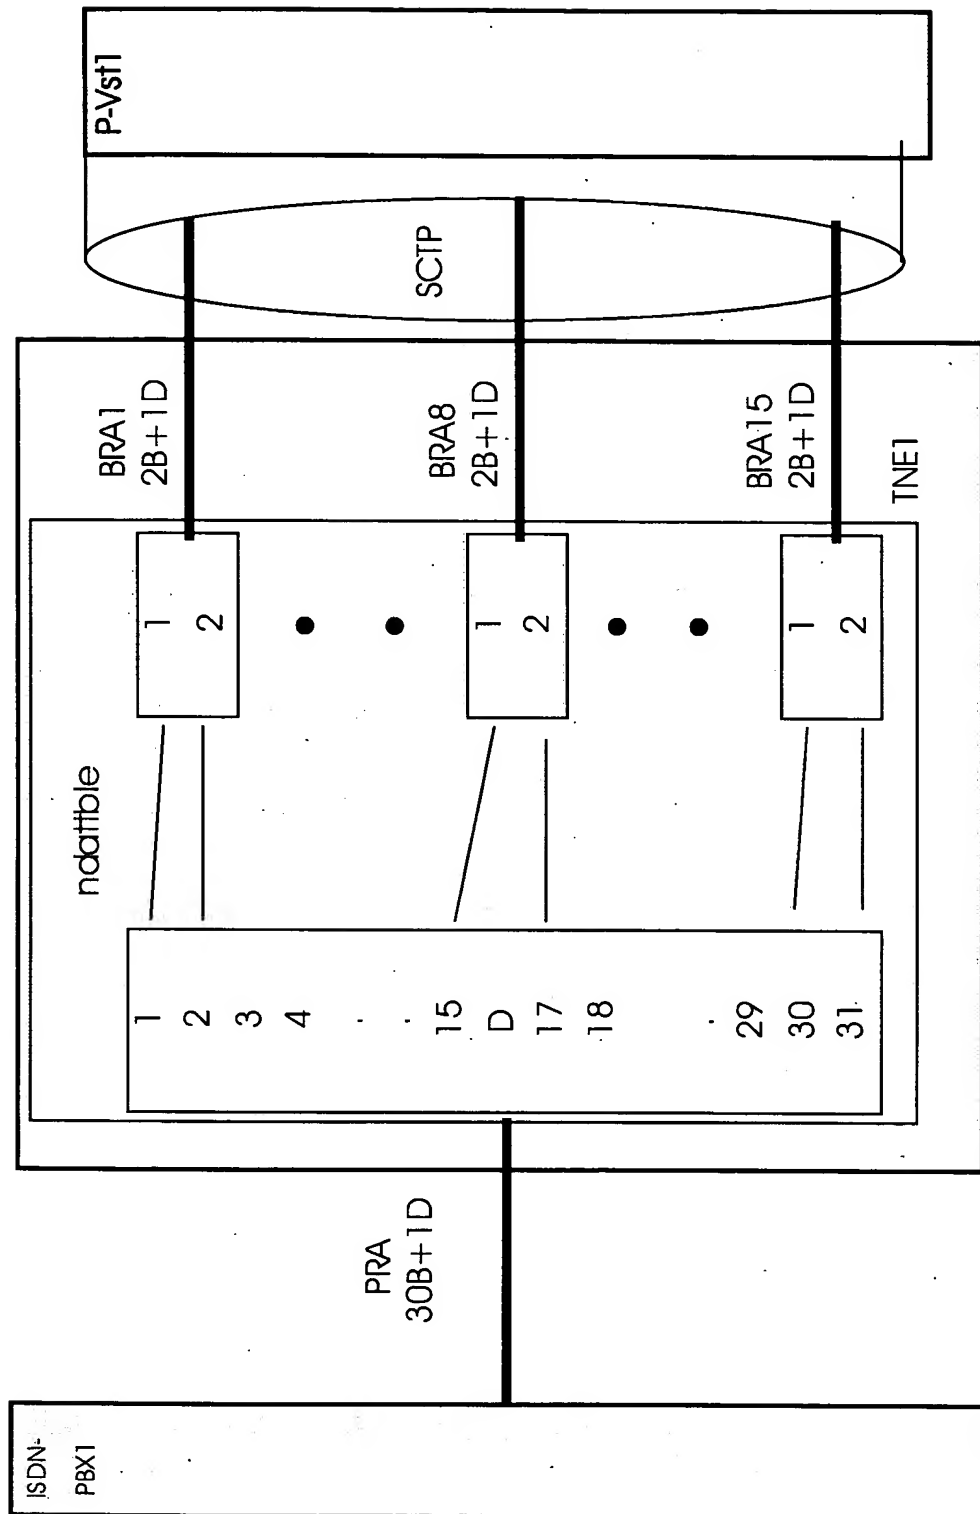 ISDN-
PBX1
PRA
30B+1D
1
2
3
4
.
.
15
D
17
18
.
29
30
31
ndattble
1
2
1
2
1
2
BRA1
2B+1D
BRA8
2B+1D
BRA15
2B+1D
TNE1
SCTP
P-Vst1